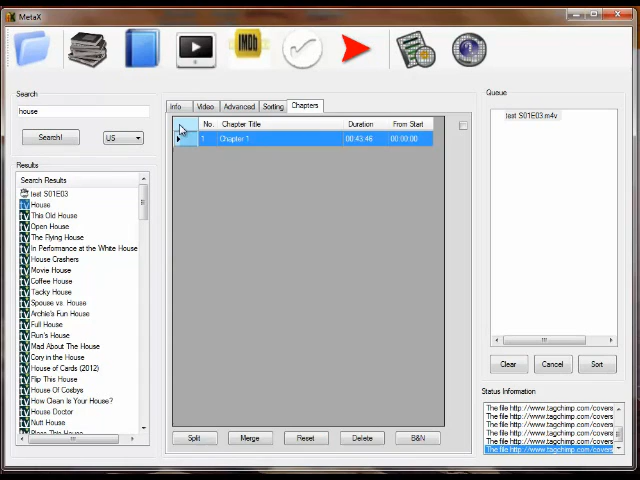 MetaX
IMDb
Search
house
Search!
US
Results
Search Results
test S01E03
House
This Old House
Open House
The Flying House
In Performance at the White House
House Crashers
Movie House
Coffee House
Tacky House
Spouse vs House
Archie's Fun House
Full House
Run's House
Mad About The House
Cory in the House
House of Cards (2012)
Flip This House
House Of Cosbys
How Clean Is Your House?
House Doctor
Nutt House
Info Video Advanced Sorting Chapters
No. Chapter Title Duration From Start
1 Chapter 1 00:43:46 00:00:00
Split Merge Reset Delete B&N
Queue
test S01E03.m4v
Clear Cancel Sort
Status Information
The file http://www.tagchimp.com/covers
The file http://www.tagchimp.com/covers
The file http://www.tagchimp.com/covers
The file http://www.tagchimp.com/covers
The file http://www.tagchimp.com/covers